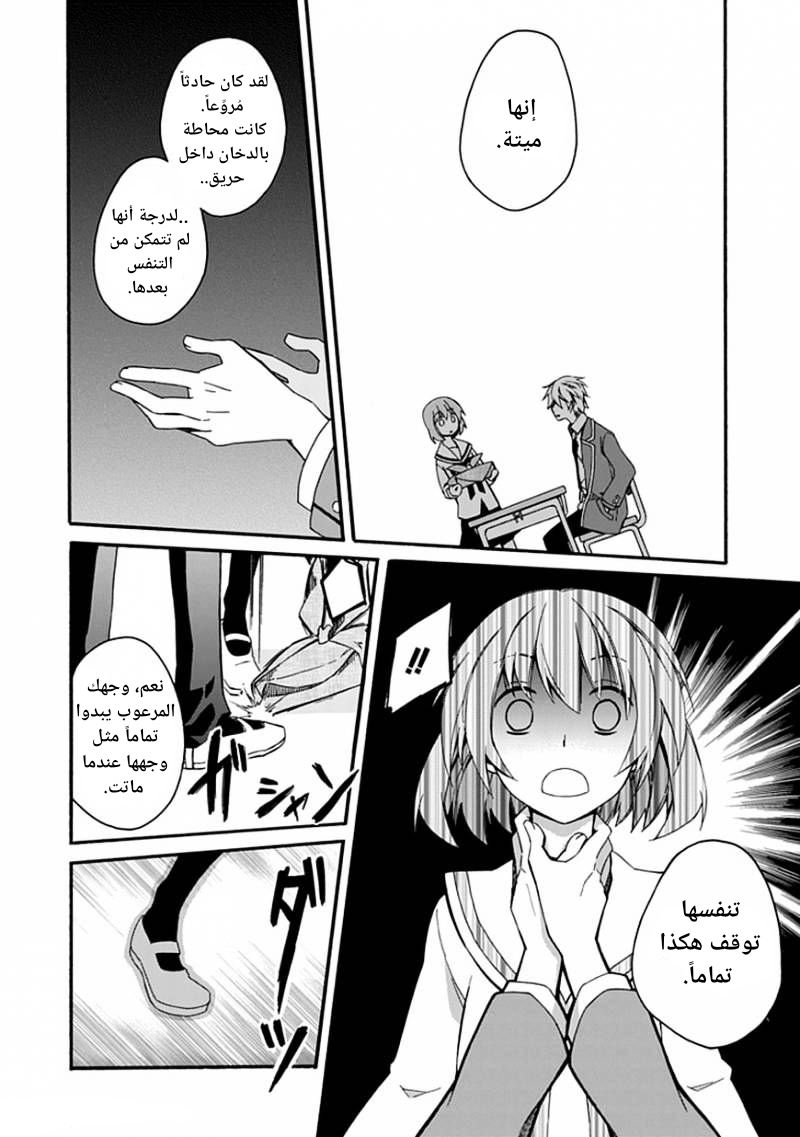 إنها
ميتة.
لقد كان حادثاً
مُروِّعاً.
كانت محاطة
بالدخان داخل
حريق..
..لدرجة أنها
لم تتمكن من
التنفس
بعدها.
!!
تنفسها
توقف هكذا
تماماً.
نعم، وجهك
المرعوب يبدوا
تماماً مثل
وجهها عندما
ماتت.
ガシャン
ダッ